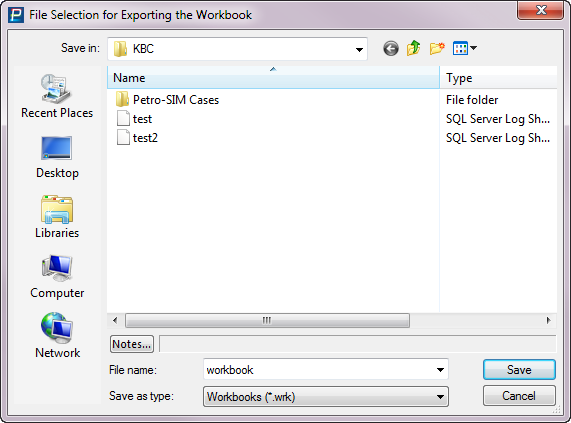 File Selection for Exporting the Workbook
Save in: KBC
Name Type
Petro-SIM Cases File folder
test SQL Server Log Sh...
test2 SQL Server Log Sh...
Recent Places
Desktop
Libraries
Computer
Network
Notes...
File name: workbook Save
Save as type: Workbooks (*.wrk) Cancel